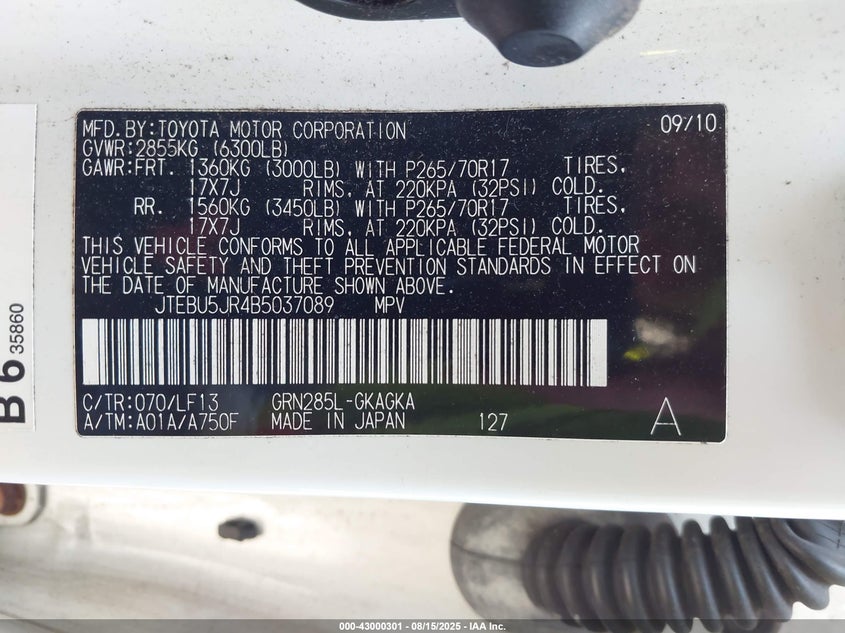 MFD.BY:TOYOTA MOTOR CORPORATION 09/10
GVWR:2855KG (6300LB)
GAWR:FRT. 1360KG (3000LB) WITH P265/70R17 TIRES,
17X7J RIMS, AT 220KPA (32PSI) COLD.
RR. 1560KG (3450LB) WITH P265/70R17 TIRES,
17X7J RIMS, AT 220KPA (32PSI) COLD.
THIS VEHICLE CONFORMS TO ALL APPLICABLE FEDERAL MOTOR
VEHICLE SAFETY AND THEFT PREVENTION STANDARDS IN EFFECT ON
THE DATE OF MANUFACTURE SHOWN ABOVE.
JTEBU5JR4B5037089 MPV
C/TR:070/LF13 GRN285L-GKAGKA
A/TM:A01A/A750F MADE IN JAPAN 127 A
B 6 35860
000-43000301 - 08/15/2025 - IAA Inc.